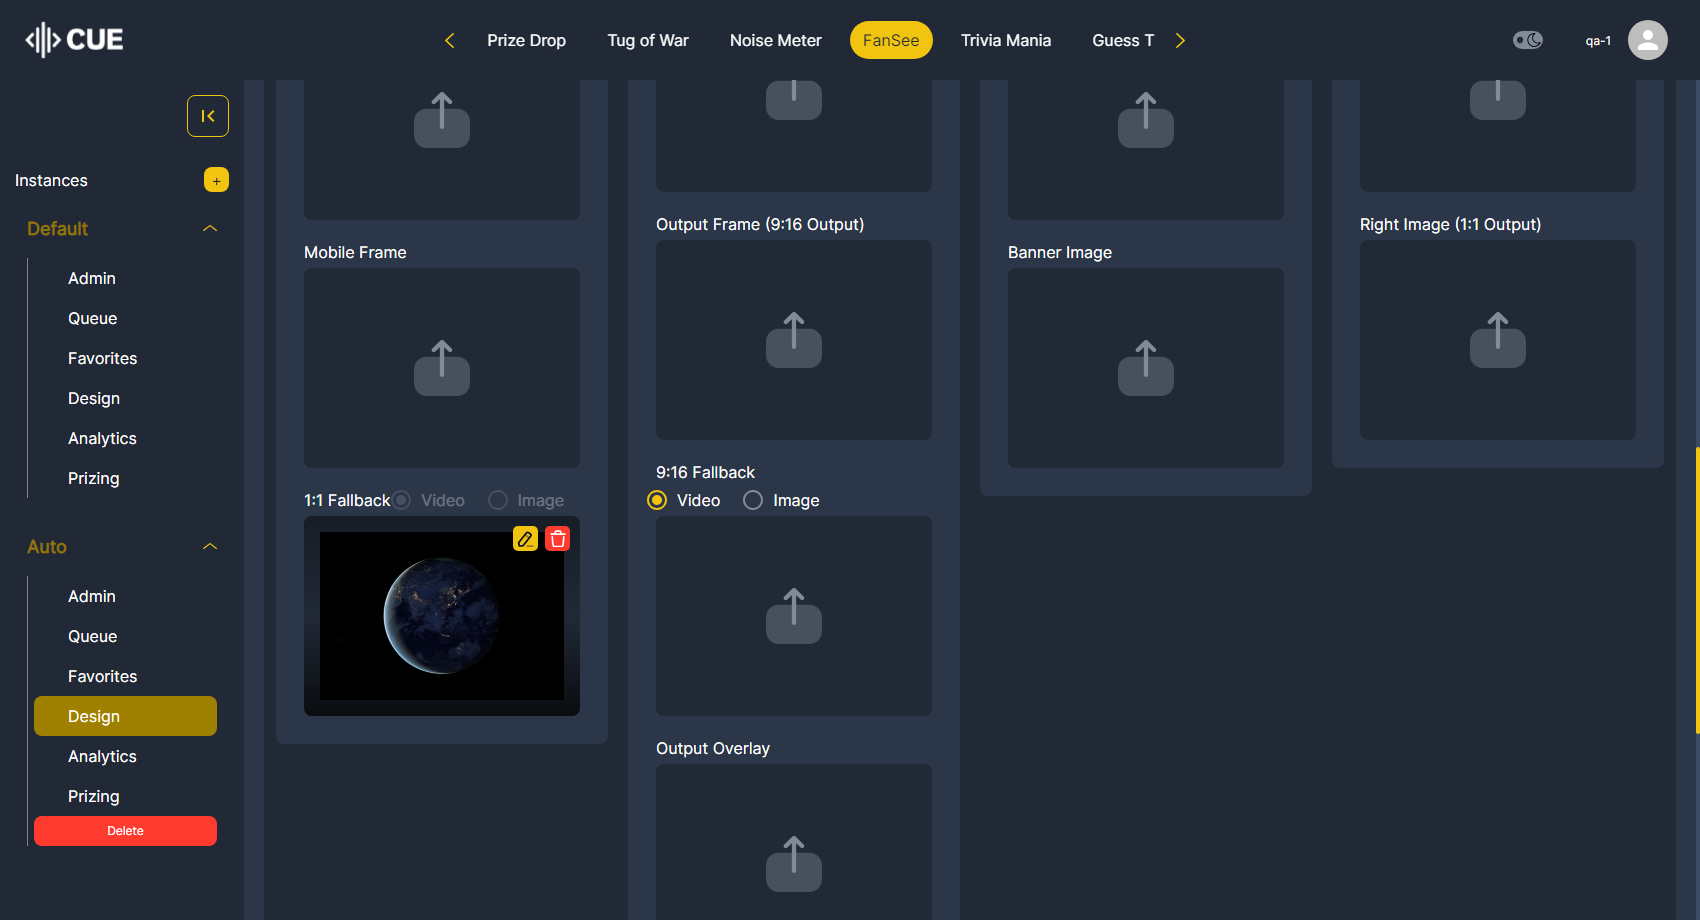 CUE
Prize Drop
Tug of War
Noise Meter
FanSee
Trivia Mania
Guess T
qa-1
Instances
+
Default
Admin
Queue
Favorites
Design
Analytics
Prizing
Auto
Admin
Queue
Favorites
Design
Analytics
Prizing
Delete
Mobile Frame
1:1 Fallback Video Image
Output Frame (9:16 Output)
9:16 Fallback
Video Image
Output Overlay
Banner Image
Right Image (1:1 Output)